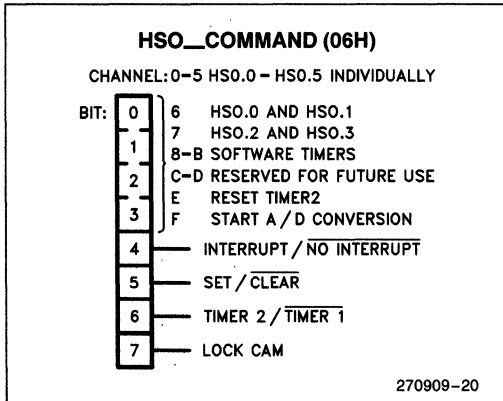 HSO_COMMAND (06H)
CHANNEL: 0-5 HSO.0 - HSO.5 INDIVIDUALLY
BIT: 0 6 HSO.0 AND HSO.1
7 HSO.2 AND HSO.3
1 8-B SOFTWARE TIMERS
2 C-D RESERVED FOR FUTURE USE
E RESET TIMER2
3 F START A/D CONVERSION
4 INTERRUPT / NO INTERRUPT
5 SET / CLEAR
6 TIMER 2 / TIMER 1
7 LOCK CAM
270909-20